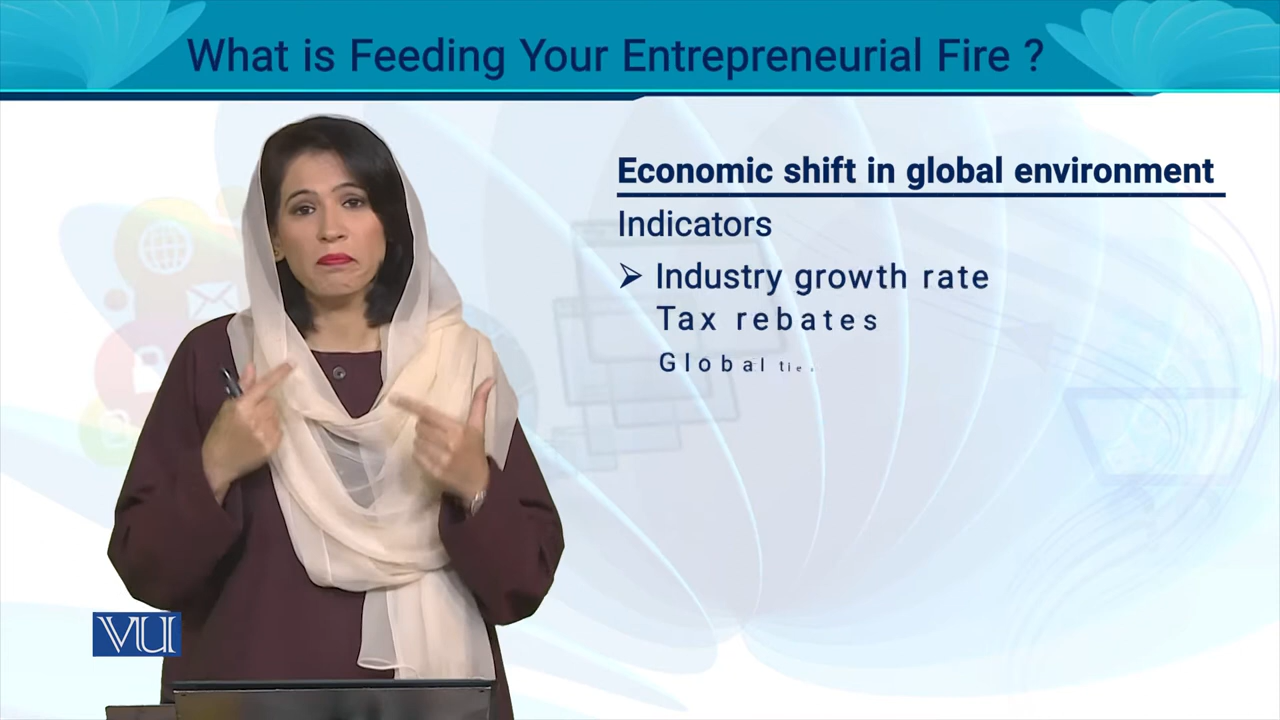 What is Feeding Your Entrepreneurial Fire ?
Economic shift in global environment
Indicators
➢ Industry growth rate
Tax rebates
Global
VU